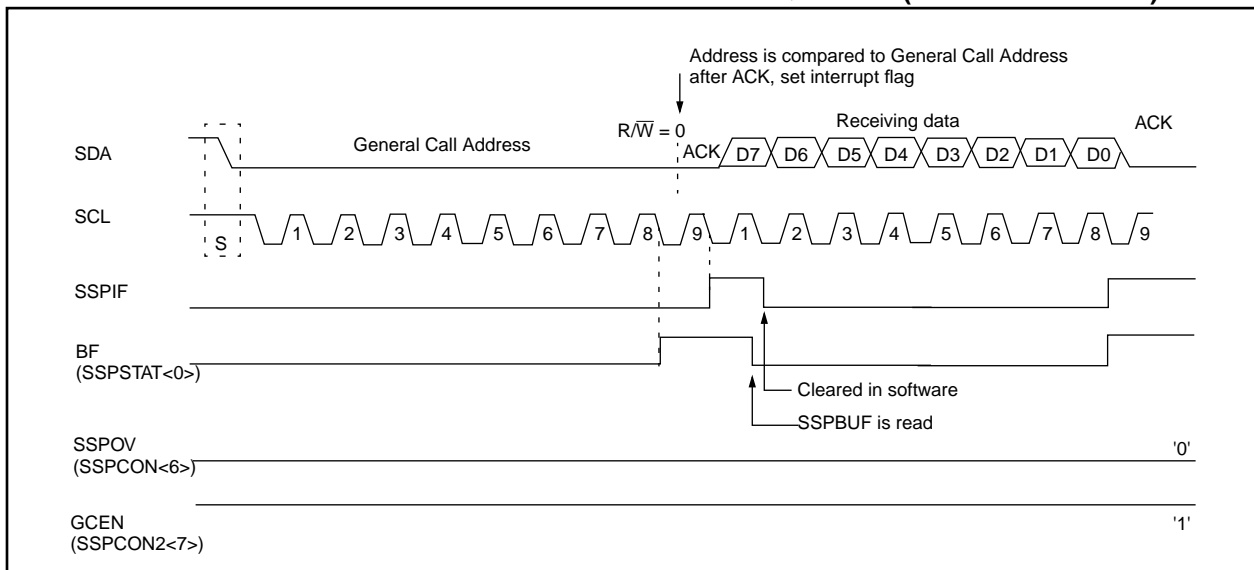 Address is compared to General Call Address
after ACK, set interrupt flag
R/W = 0
Receiving data
ACK
SDA
General Call Address
ACK
D7 D6 D5 D4 D3 D2 D1 D0
SCL
S
1 2 3 4 5 6 7 8 9 1 2 3 4 5 6 7 8 9
SSPIF
BF
(SSPSTAT<0>)
Cleared in software
SSPBUF is read
SSPOV
(SSPCON<6>)
'0'
GCEN
(SSPCON2<7>)
'1'